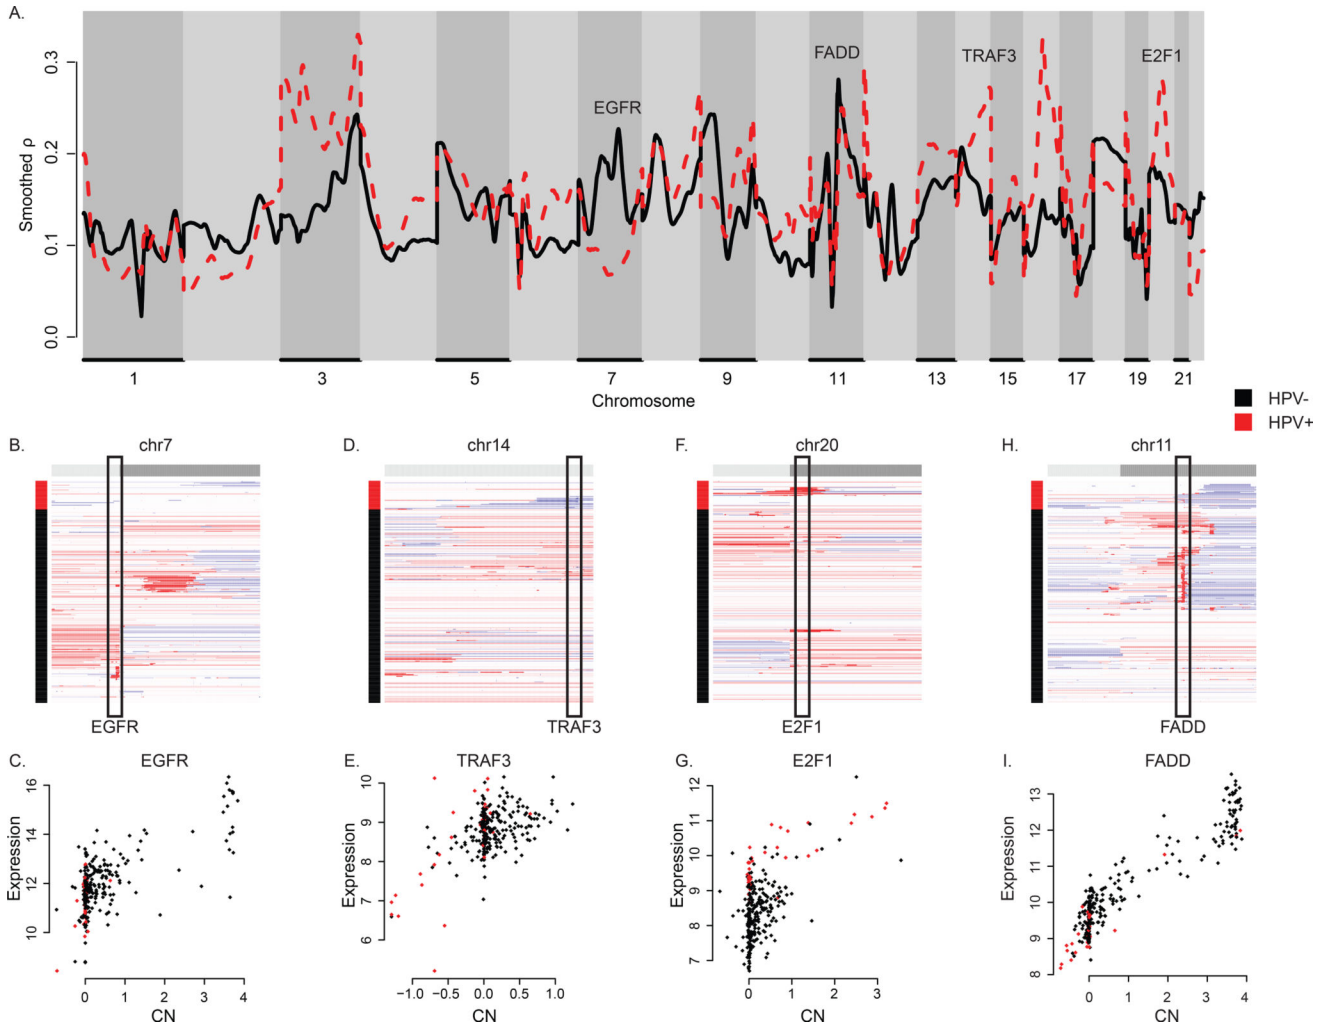 A.
Smoothed ρ
0.3
0.2
0.1
0.0
EGFR
FADD
TRAF3
E2F1
1 3 5 7 9 11 13 15 17 19 21
Chromosome
HPV-
HPV+
B. chr7
EGFR
D. chr14
TRAF3
F. chr20
E2F1
H. chr11
FADD
C. EGFR
Expression
16
14
12
10
0 1 2 3 4
CN
E. TRAF3
Expression
10
9
8
7
6
−1.0 −0.5 0.0 0.5 1.0
CN
G. E2F1
Expression
12
11
10
9
8
7
0 1 2 3
CN
I. FADD
Expression
13
12
11
10
9
8
0 1 2 3 4
CN